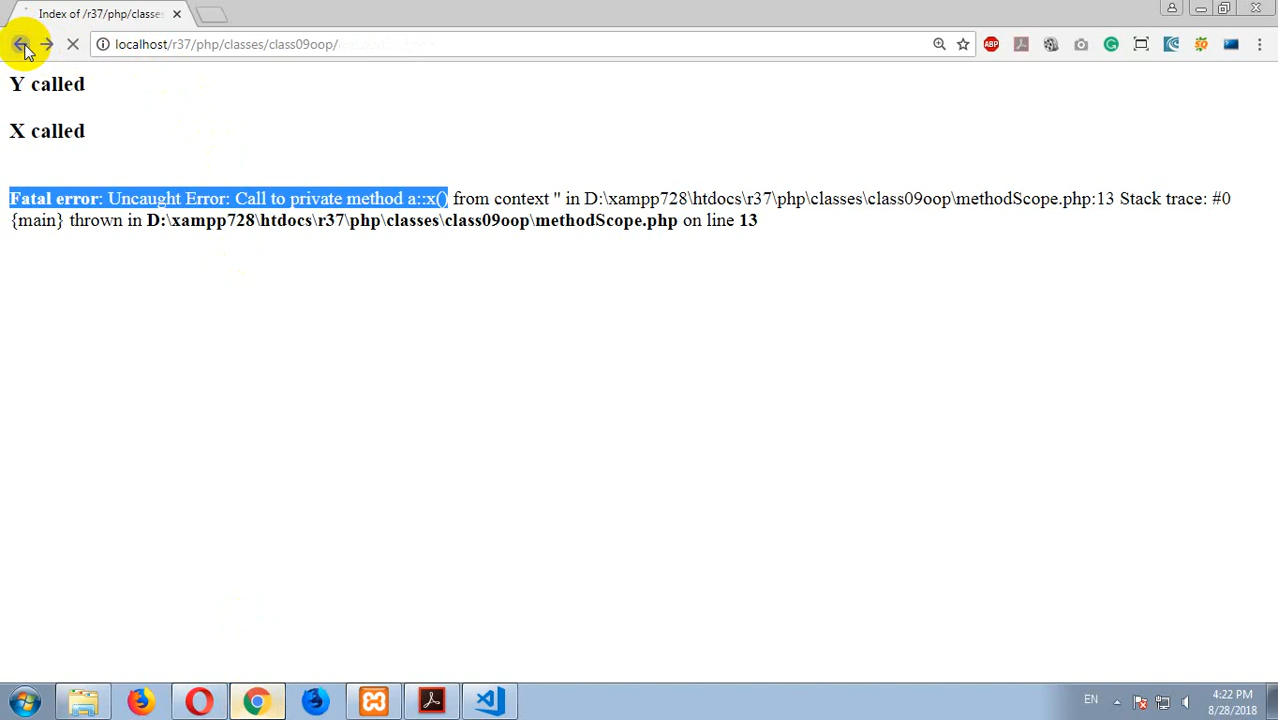 Index of /r37/php/classes
localhost/r37/php/classes/class09oop/
ABP
Y called
X called
Fatal error: Uncaught Error: Call to private method a::x() from context '' in D:\xampp728\htdocs\r37\php\classes\class09oop\methodScope.php:13 Stack trace: #0
{main} thrown in D:\xampp728\htdocs\r37\php\classes\class09oop\methodScope.php on line 13
EN
4:22 PM
8/28/2018